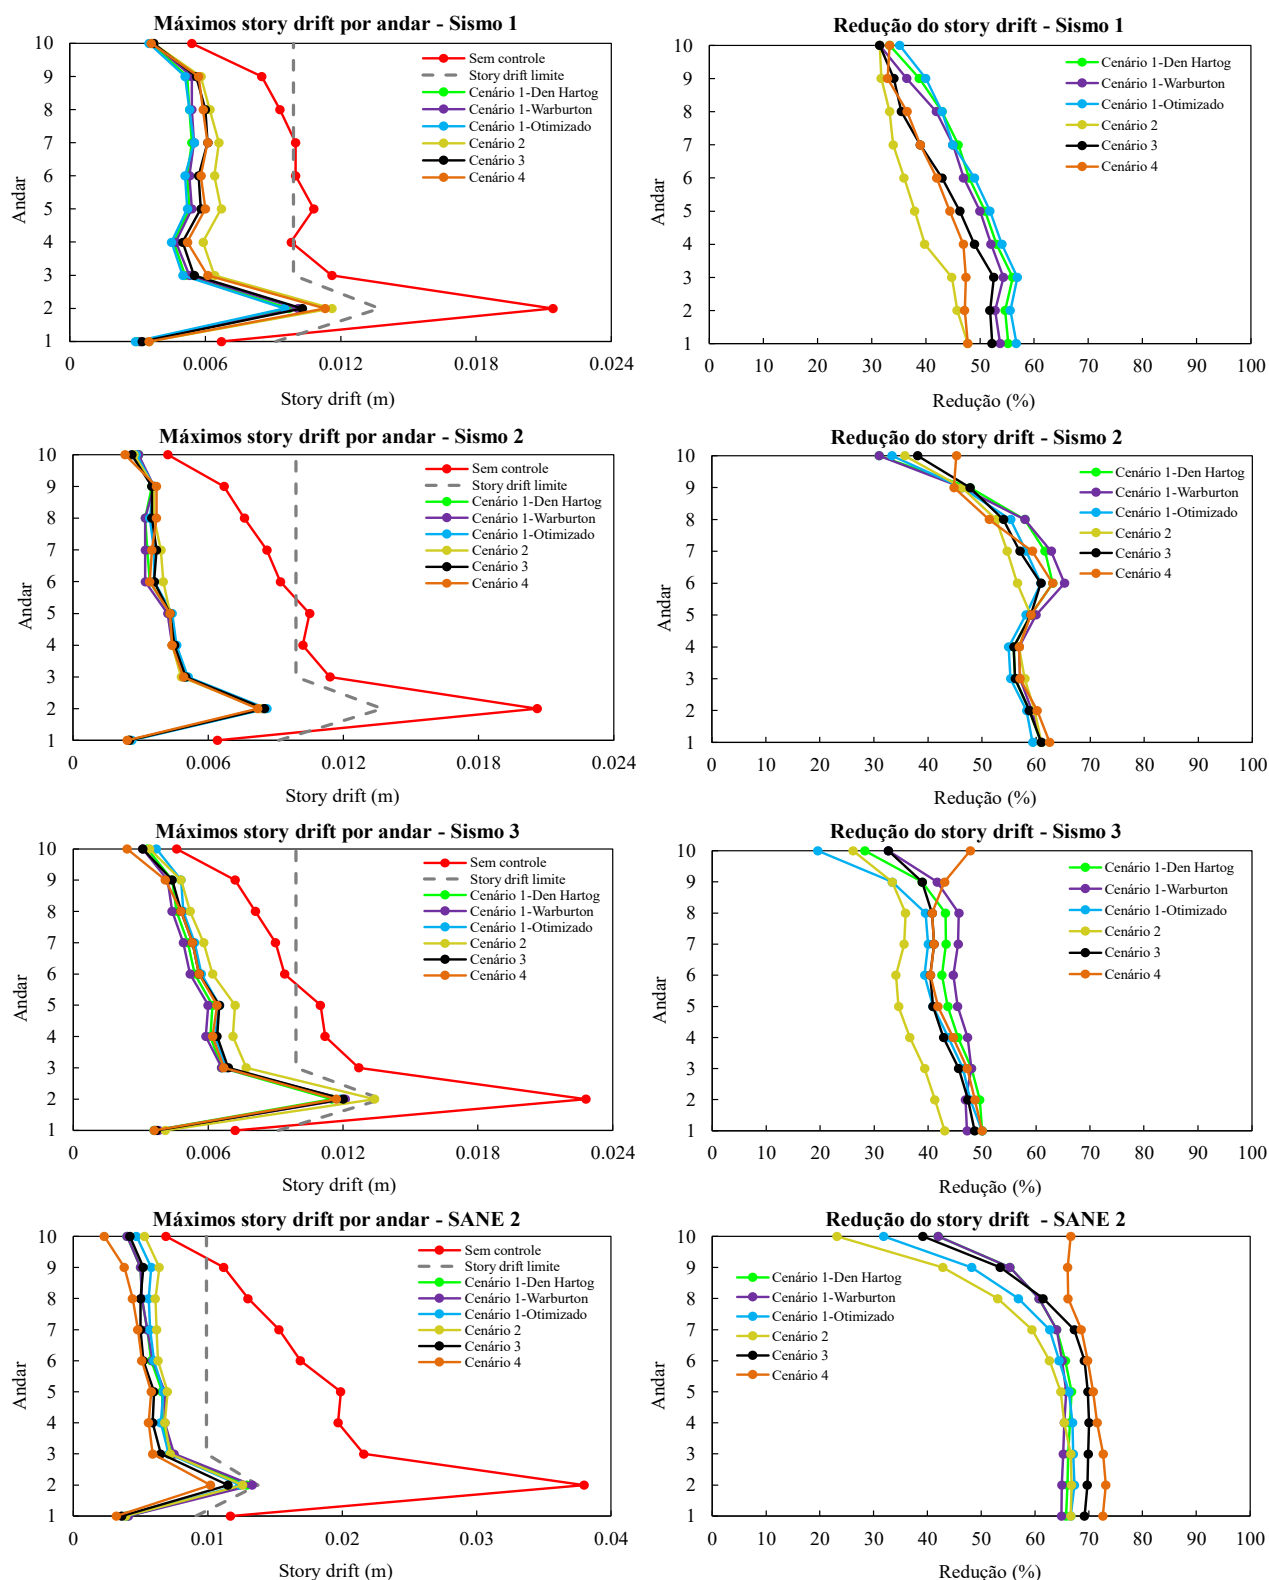 Máximos story drift por andar - Sismo 1
10
9
8
7
6
5
4
3
2
1
Andar
Sem controle
Story drift limite
Cenário 1-Den Hartog
Cenário 1-Warburton
Cenário 1-Otimizado
Cenário 2
Cenário 3
Cenário 4
0 0.006 0.012 0.018 0.024
Story drift (m)
Redução do story drift - Sismo 1
10
9
8
7
6
5
4
3
2
1
Andar
Cenário 1-Den Hartog
Cenário 1-Warburton
Cenário 1-Otimizado
Cenário 2
Cenário 3
Cenário 4
0 10 20 30 40 50 60 70 80 90 100
Redução (%)
Máximos story drift por andar - Sismo 2
10
9
8
7
6
5
4
3
2
1
Andar
Sem controle
Story drift limite
Cenário 1-Den Hartog
Cenário 1-Warburton
Cenário 1-Otimizado
Cenário 2
Cenário 3
Cenário 4
0 0.006 0.012 0.018 0.024
Story drift (m)
Redução do story drift - Sismo 2
10
9
8
7
6
5
4
3
2
1
Andar
Cenário 1-Den Hartog
Cenário 1-Warburton
Cenário 1-Otimizado
Cenário 2
Cenário 3
Cenário 4
0 10 20 30 40 50 60 70 80 90 100
Redução (%)
Máximos story drift por andar - Sismo 3
10
9
8
7
6
5
4
3
2
1
Andar
Sem controle
Story drift limite
Cenário 1-Den Hartog
Cenário 1-Warburton
Cenário 1-Otimizado
Cenário 2
Cenário 3
Cenário 4
0 0.006 0.012 0.018 0.024
Story drift (m)
Redução do story drift - Sismo 3
10
9
8
7
6
5
4
3
2
1
Andar
Cenário 1-Den Hartog
Cenário 1-Warburton
Cenário 1-Otimizado
Cenário 2
Cenário 3
Cenário 4
0 10 20 30 40 50 60 70 80 90 100
Redução (%)
Máximos story drift por andar - SANE 2
10
9
8
7
6
5
4
3
2
1
Andar
Sem controle
Story drift limite
Cenário 1-Den Hartog
Cenário 1-Warburton
Cenário 1-Otimizado
Cenário 2
Cenário 3
Cenário 4
0 0.01 0.02 0.03 0.04
Story drift (m)
Redução do story drift - SANE 2
10
9
8
7
6
5
4
3
2
1
Andar
Cenário 1-Den Hartog
Cenário 1-Warburton
Cenário 1-Otimizado
Cenário 2
Cenário 3
Cenário 4
0 10 20 30 40 50 60 70 80 90 100
Redução (%)